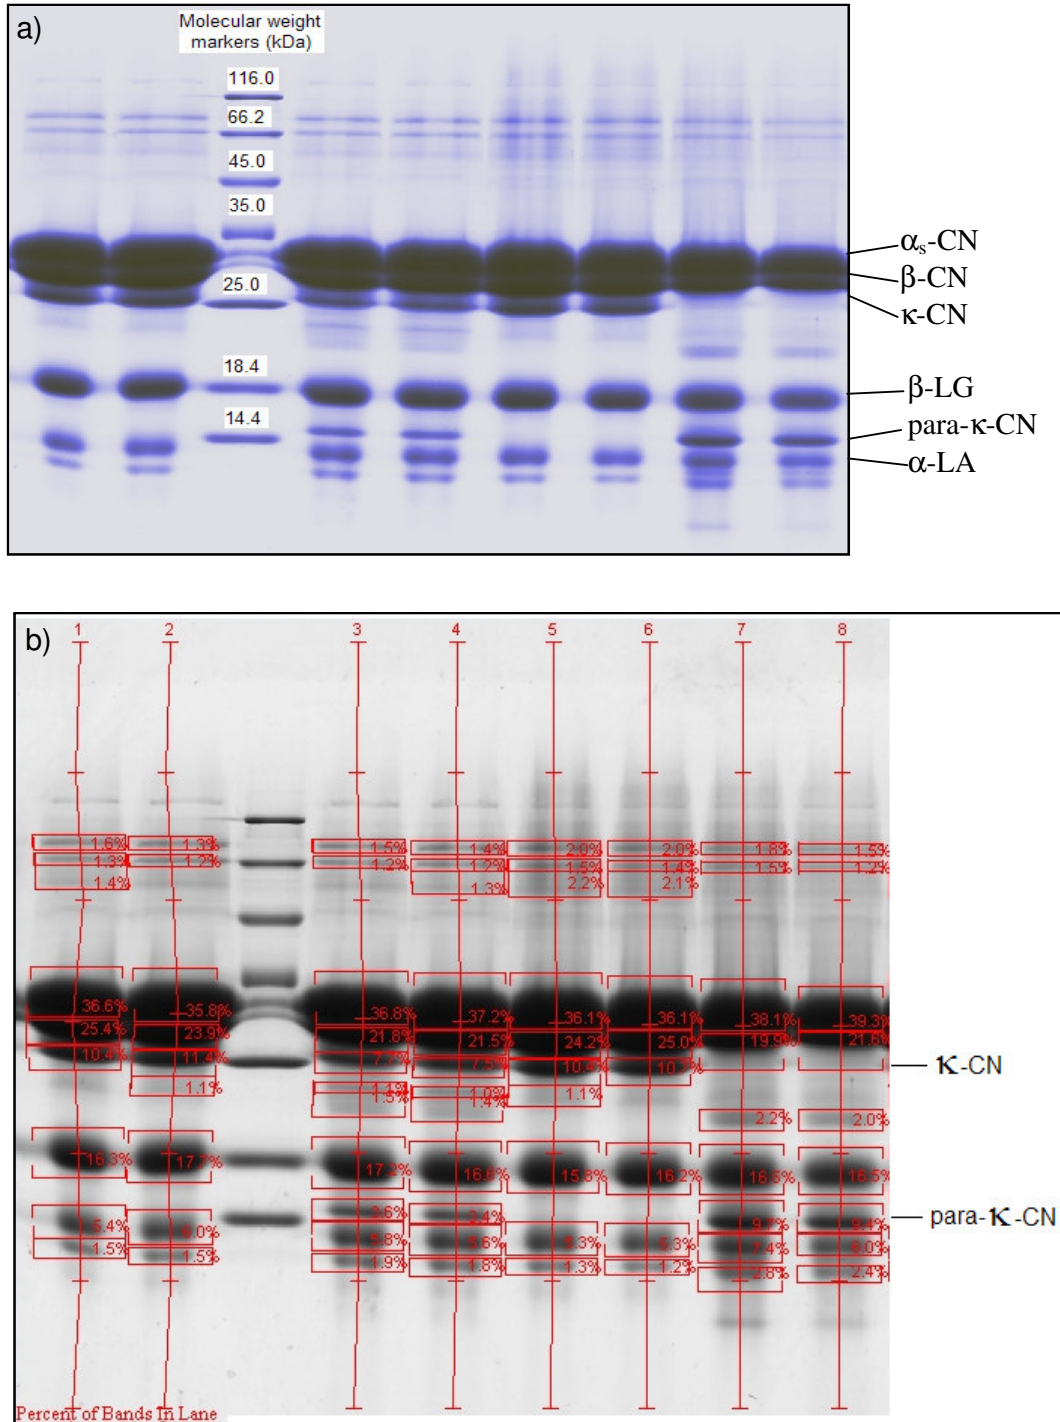 a)
Molecular weight
markers (kDa)
116.0
66.2
45.0
35.0
25.0
18.4
14.4
αs-CN
β-CN
κ-CN
β-LG
para-κ-CN
α-LA
b)
1 2 3 4 5 6 7 8
1.6% 1.3% 1.5% 1.4% 2.0% 2.0% 1.8% 1.5%
1.3% 1.2% 1.2% 1.2% 1.5% 1.4% 1.5% 1.2%
1.4% 1.3% 2.2% 2.1%
36.6% 35.8% 36.8% 37.2% 36.1% 36.1% 38.1% 39.3%
25.4% 23.9% 21.8% 21.5% 24.2% 25.0% 19.9% 21.6%
10.4% 11.4% 7.5% 10.4%
κ-CN
1.1% 1.1% 1.0% 1.1% 2.2% 2.0%
1.5% 1.4%
16.3% 17.7% 17.2% 16.6% 15.8% 16.2% 16.5% 16.5%
3.6% 3.4% 9.4%
para-κ-CN
5.4% 6.0% 5.8% 5.6% 5.3% 5.3% 7.4% 6.0%
1.5% 1.5% 1.9% 1.8% 1.3% 1.2% 2.8% 2.4%
Percent of Bands In Lane